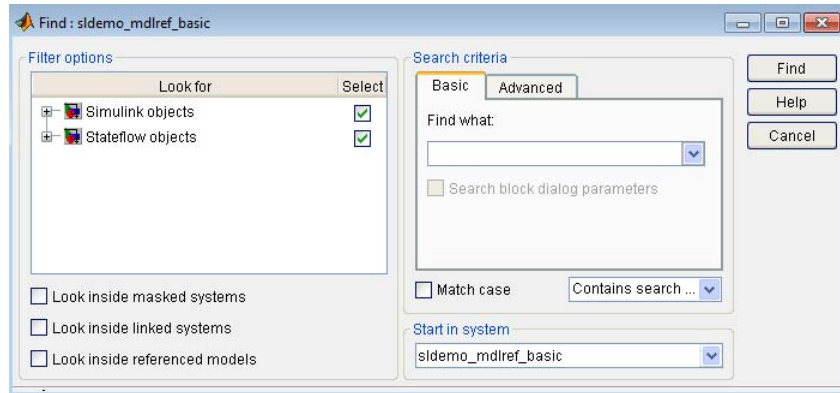 Find : sldemo_mdlref_basic
Filter options
Look for
Select
Simulink objects
Stateflow objects
Look inside masked systems
Look inside linked systems
Look inside referenced models
Search criteria
Basic
Advanced
Find what:
Search block dialog parameters
Match case
Contains search ...
Start in system
sldemo_mdlref_basic
Find
Help
Cancel